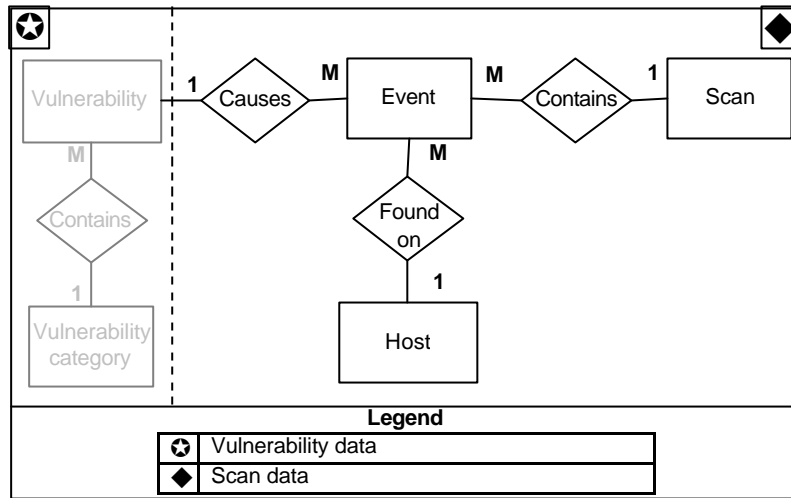 1
M
M
1
Vulnerability
Causes
Event
Contains
Scan
M
M
Contains
Found
on
1
1
Vulnerability
category
Host
Legend
Vulnerability data
Scan data